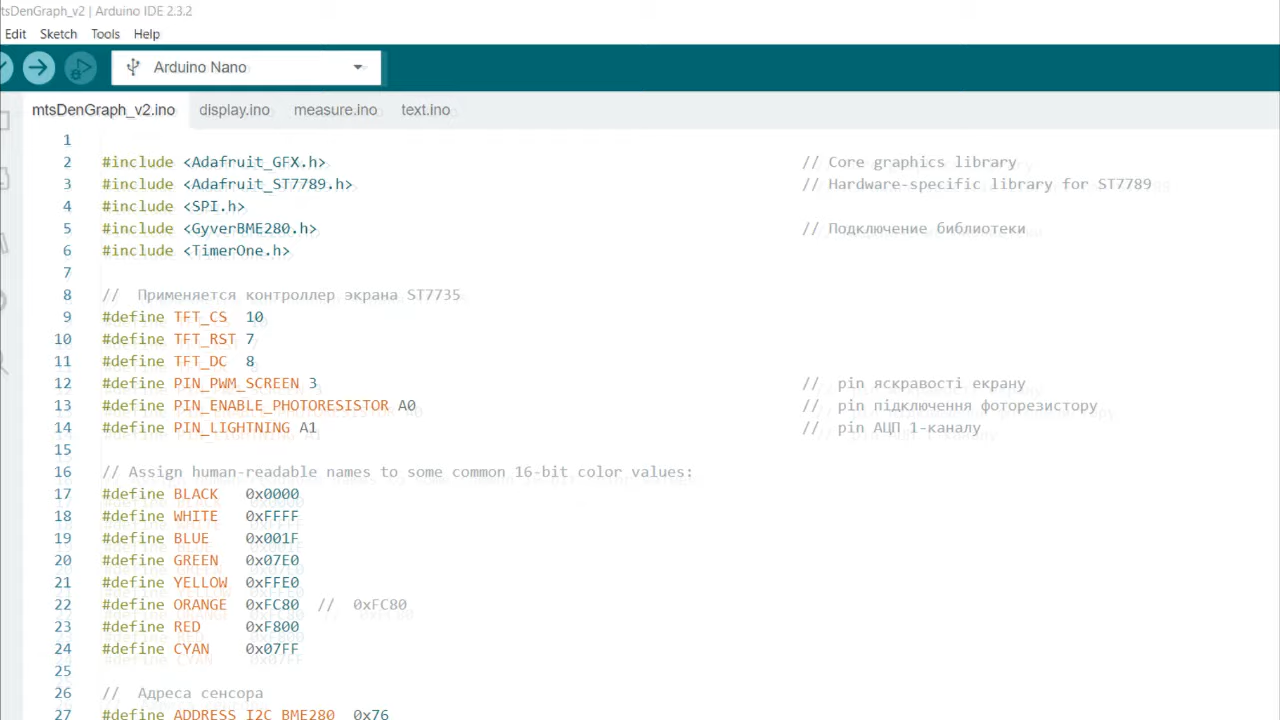 tsDenGraph_v2 | Arduino IDE 2.3.2
Edit Sketch Tools Help
Arduino Nano
mtsDenGraph_v2.ino display.ino measure.ino text.ino
1
2 #include <Adafruit_GFX.h> // Core graphics library
3 #include <Adafruit_ST7789.h> // Hardware-specific library for ST7789
4 #include <SPI.h>
5 #include <GyverBME280.h> // Подключение библиотеки
6 #include <TimerOne.h>
7
8 // Применяется контроллер экрана ST7735
9 #define TFT_CS 10
10 #define TFT_RST 7
11 #define TFT_DC 8
12 #define PIN_PWM_SCREEN 3 // pin яскравості екрану
13 #define PIN_ENABLE_PHOTORESISTOR A0 // pin підключення фоторезистору
14 #define PIN_LIGHTNING A1 // pin АЦП 1-каналу
15
16 // Assign human-readable names to some common 16-bit color values:
17 #define BLACK 0x0000
18 #define WHITE 0xFFFF
19 #define BLUE 0x001F
20 #define GREEN 0x07E0
21 #define YELLOW 0xFFE0
22 #define ORANGE 0xFC80 // 0xFC80
23 #define RED 0xF800
24 #define CYAN 0x07FF
25
26 // Адреса сенсора
27 #define ADDRESS_I2C_BME280 0x76